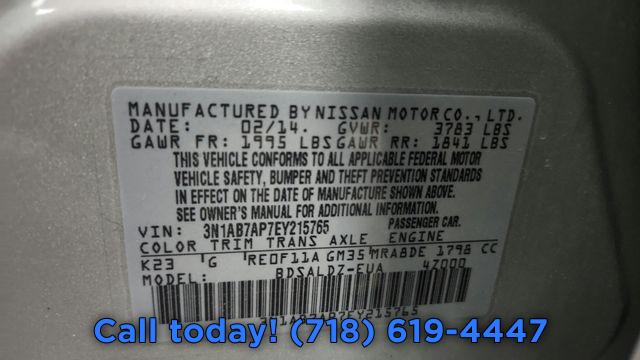 MANUFACTURED BY NISSAN MOTOR CO., LTD.
DATE: 02/14. GVWR: 3783 LBS
GAWR FR: 1995 LBS GAWR RR: 1841 LBS
THIS VEHICLE CONFORMS TO ALL APPLICABLE FEDERAL MOTOR
VEHICLE SAFETY, BUMPER AND THEFT PREVENTION STANDARDS
IN EFFECT ON THE DATE OF MANUFACTURE SHOWN ABOVE.
SEE OWNER'S MANUAL FOR ADDITIONAL INFORMATION.
VIN: 3N1AB7AP7EY215765 PASSENGER CAR.
COLOR TRIM TRANS AXLE ENGINE
K23 G RE0F11A GM35 MRA8DE 1798 CC
BDSALDZ-EUA 4Z000
3N1AB7AP7EY215765
Call today! (718) 619-4447